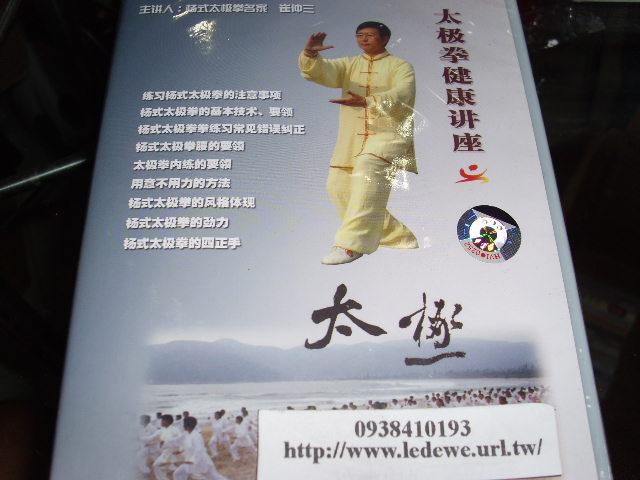 主讲人：杨式太极拳名家 崔仲三
太极拳健康讲座
练习杨式太极拳的注意事项
杨式太极拳的基本技术、要领
杨式太极拳拳练习常见错误纠正
杨式太极拳腰的要领
太极拳内练的要领
用意不用力的方法
杨式太极拳的风格体现
杨式太极拳的劲力
杨式太极拳的四正手
太極
0938410193
http://www.ledewe.url.tw/